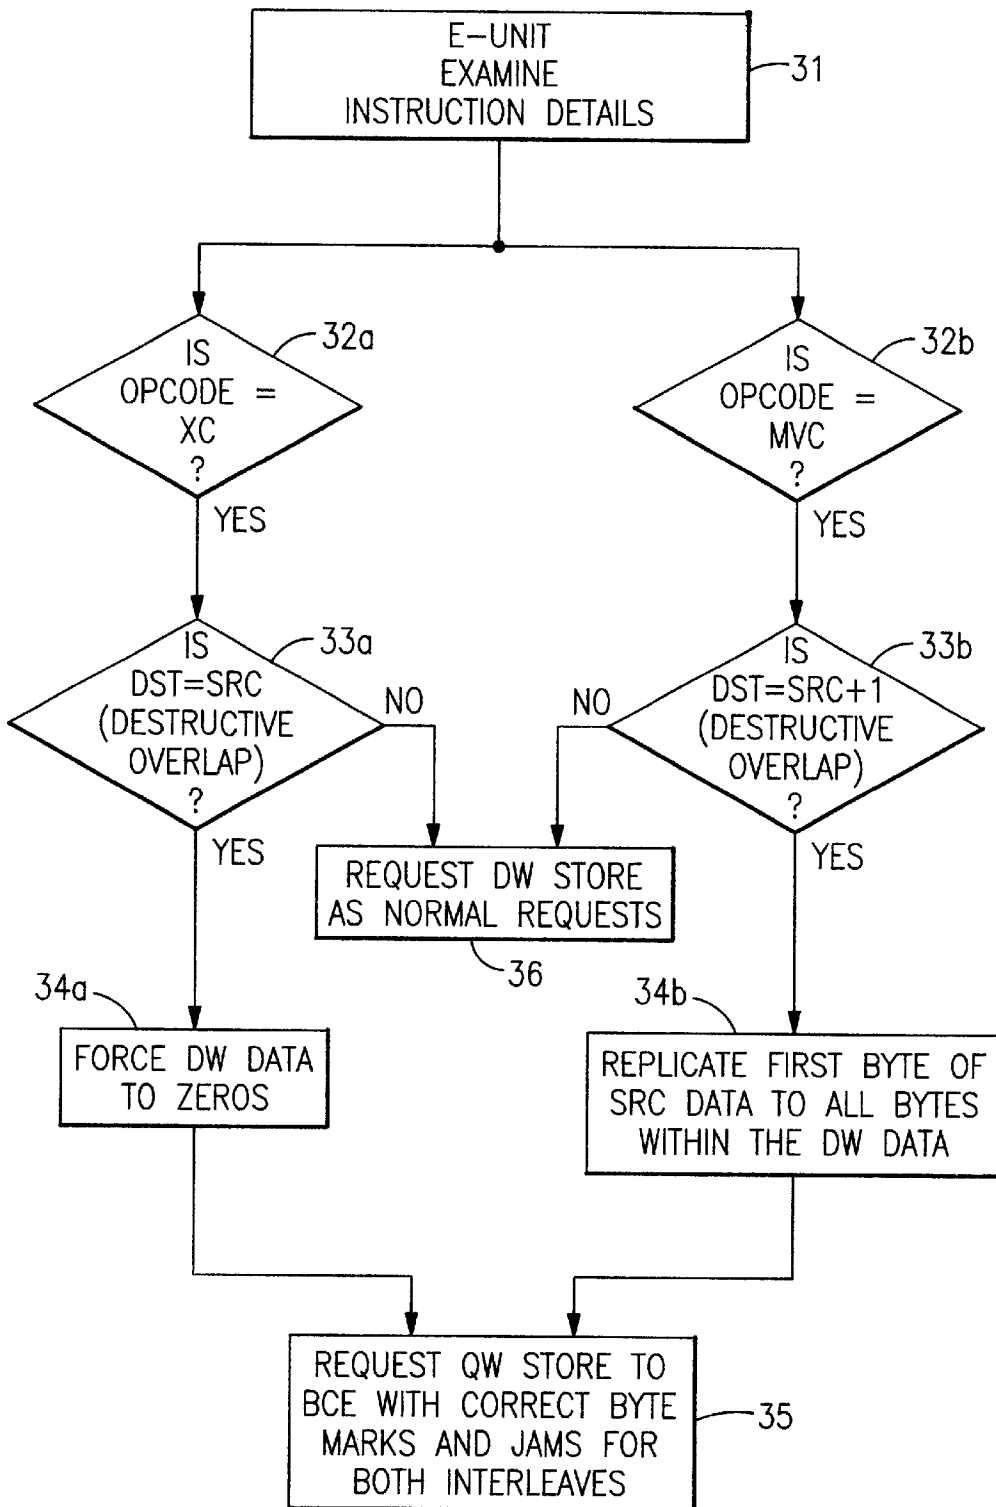 E-UNIT
EXAMINE
INSTRUCTION DETAILS
31
IS
OPCODE =
XC
?
32a
YES
IS
OPCODE =
MVC
?
32b
YES
IS
DST=SRC
(DESTRUCTIVE
OVERLAP)
?
33a
NO
YES
IS
DST=SRC+1
(DESTRUCTIVE
OVERLAP)
?
33b
NO
YES
REQUEST DW STORE
AS NORMAL REQUESTS
36
34a
FORCE DW DATA
TO ZEROS
34b
REPLICATE FIRST BYTE OF
SRC DATA TO ALL BYTES
WITHIN THE DW DATA
REQUEST QW STORE TO
BCE WITH CORRECT BYTE
MARKS AND JAMS FOR
BOTH INTERLEAVES
35